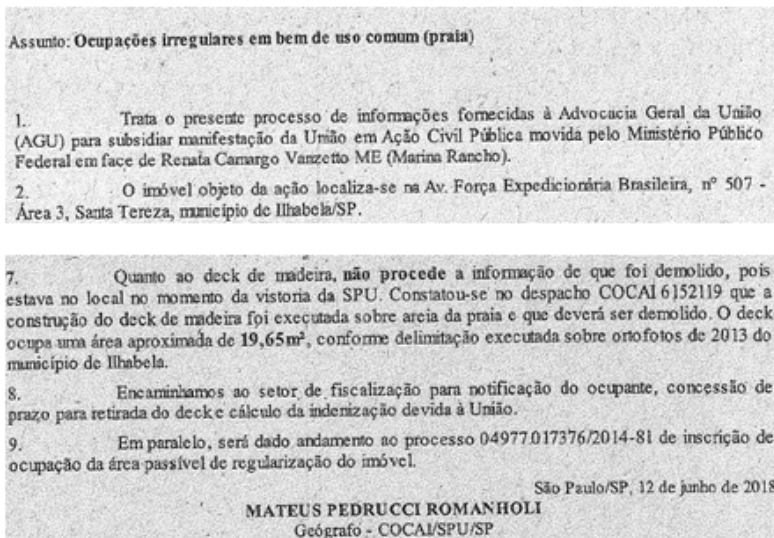 Assunto: Ocupações irregulares em bem de uso comum (praia)
1. Trata o presente processo de informações fornecidas à Advocacia Geral da União
(AGU) para subsidiar manifestação da União em Ação Civil Pública movida pelo Ministério Público
Federal em face de Renata Camargo Vanzetto ME (Marina Rancho).
2. O imóvel objeto da ação localiza-se na Av. Força Expedicionária Brasileira, nº 507 -
Área 3, Santa Tereza, município de Ilhabela/SP.
7. Quanto ao deck de madeira, não procede a informação de que foi demolido, pois
estava no local no momento da vistoria da SPU. Constatou-se no despacho COCAI 6152119 que a
construção do deck de madeira foi executada sobre areia da praia e que deverá ser demolido. O deck
ocupa uma área aproximada de 19,65m², conforme delimitação executada sobre ortofotos de 2013 do
município de Ilhabela.
8. Encaminhamos ao setor de fiscalização para notificação do ocupante, concessão de
prazo para retirada do deck e cálculo da indenização devida à União.
9. Em paralelo, será dado andamento ao processo 04977.017376/2014-81 de inscrição de
ocupação da área passível de regularização do imóvel.
São Paulo/SP, 12 de junho de 2018
MATEUS PEDRUCCI ROMANHOLI
Geógrafo - COCAI/SPU/SP